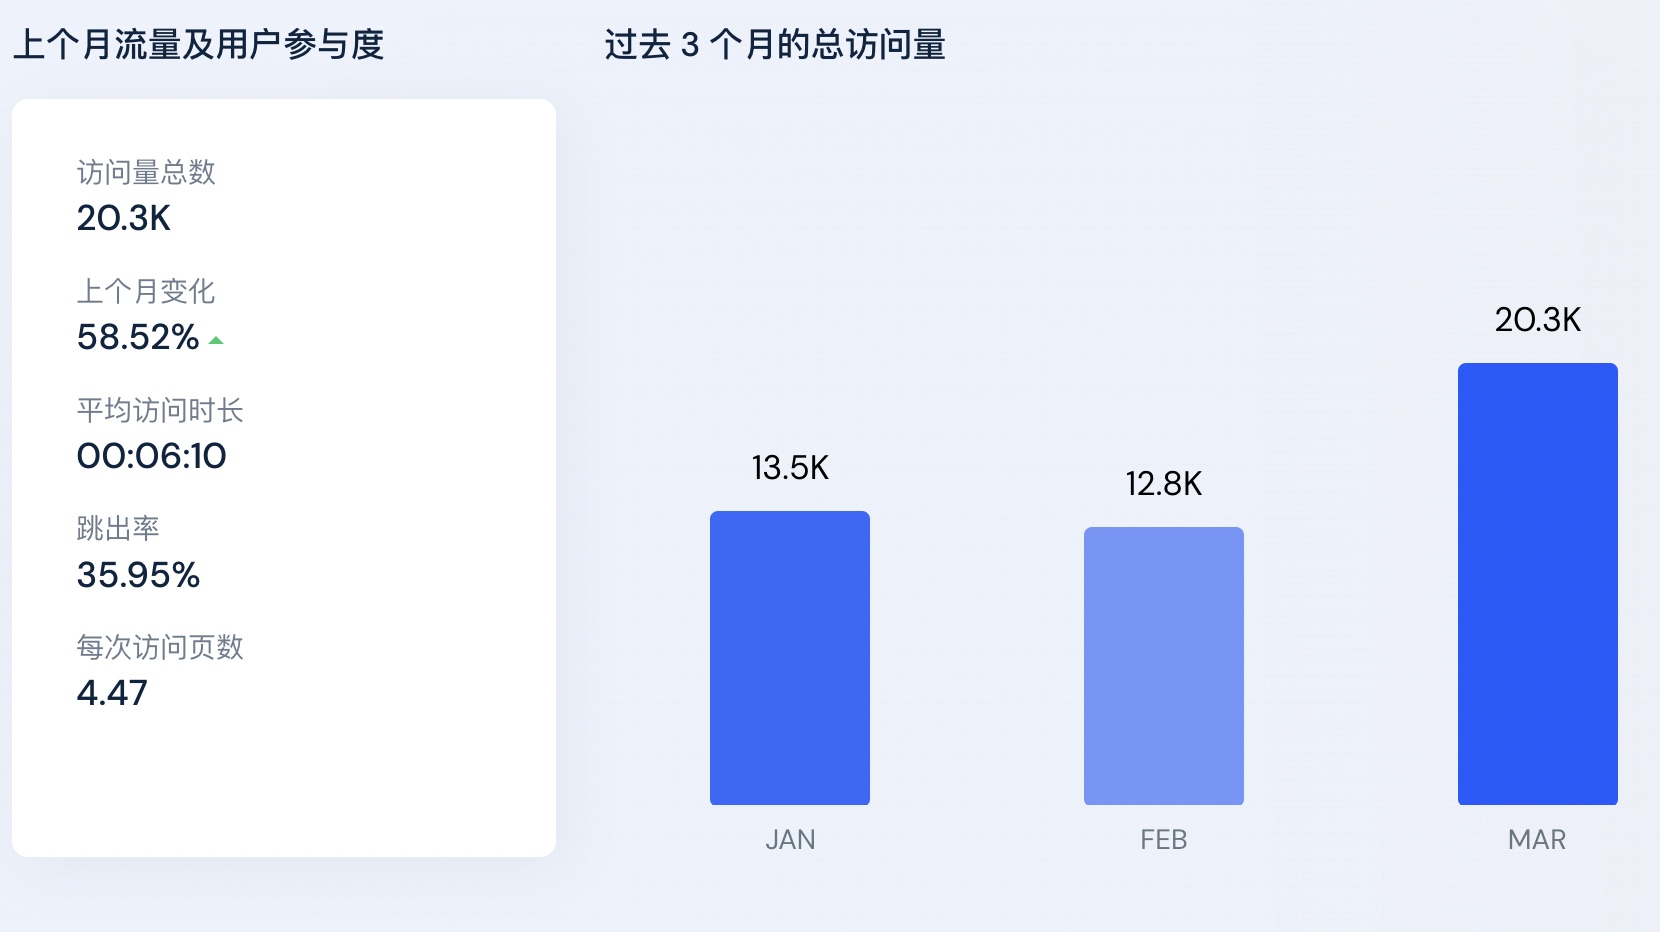 上个月流量及用户参与度
访问量总数
20.3K
上个月变化
58.52%
平均访问时长
00:06:10
跳出率
35.95%
每次访问页数
4.47
过去 3 个月的总访问量
13.5K
12.8K
20.3K
JAN
FEB
MAR